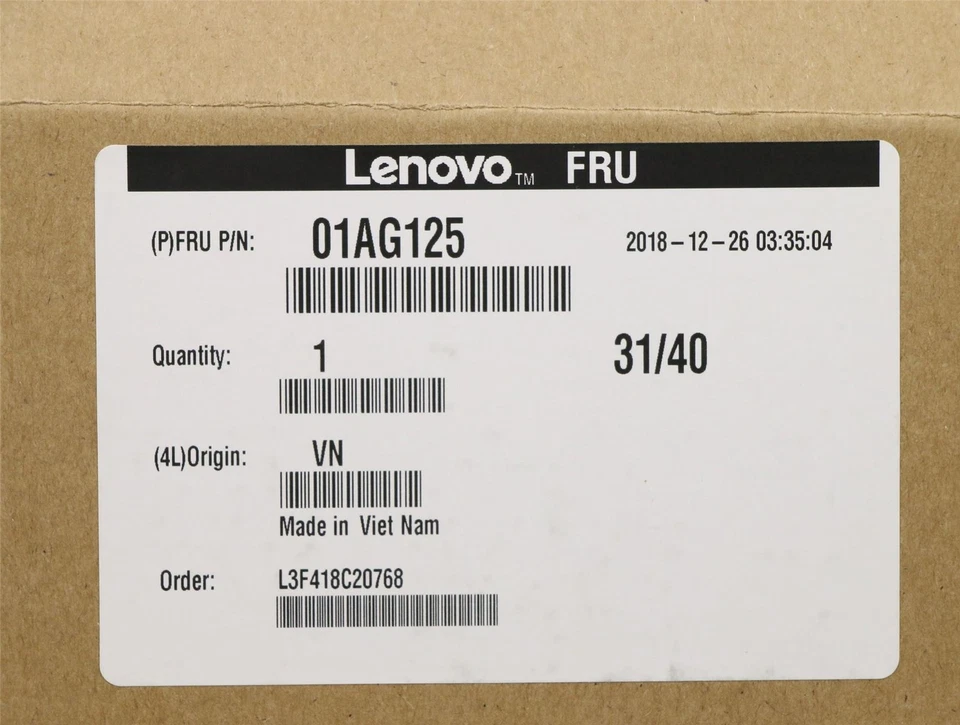 Lenovo™ FRU
(P)FRU P/N: 01AG125 2018-12-26 03:35:04
Quantity: 1 31/40
(4L)Origin: VN
Made in Viet Nam
Order: L3F418C20768